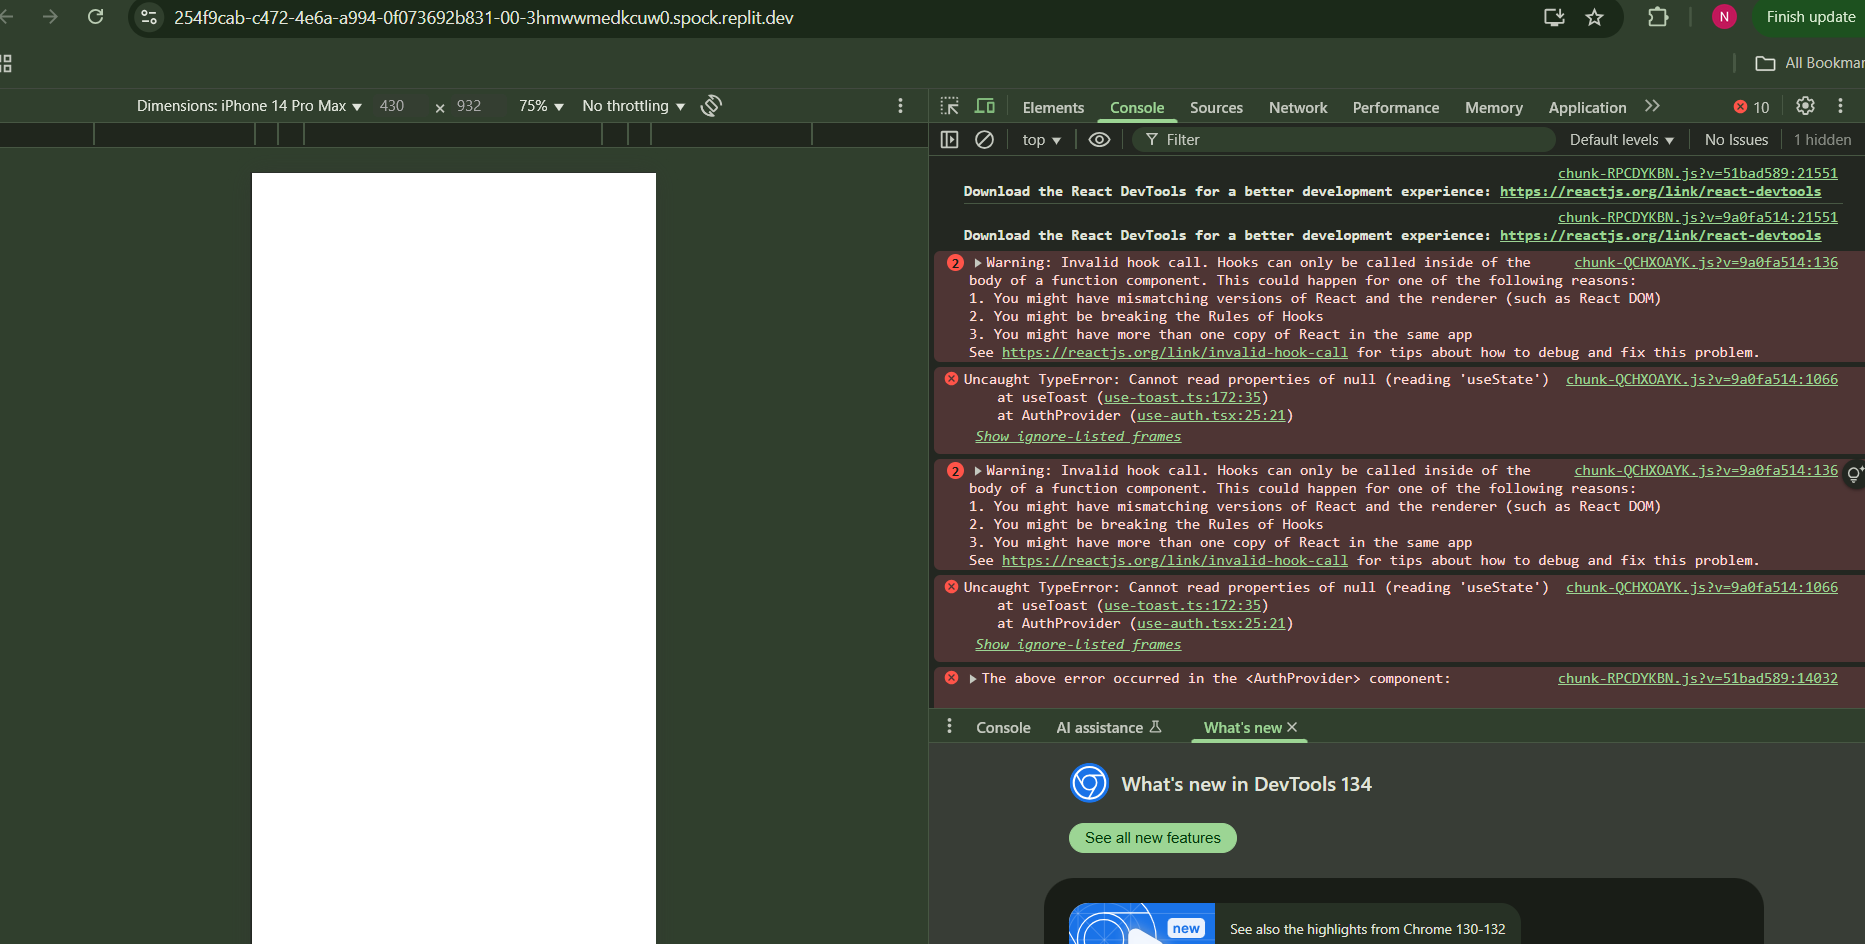 254f9cab-c472-4e6a-a994-0f073692b831-00-3hmwwmedkcuw0.spock.replit.dev
N
Finish update
All Bookmar
Dimensions: iPhone 14 Pro Max ▼ 430 × 932 75% ▼ No throttling ▼
Elements Console Sources Network Performance Memory Application 10
top ▼ Filter Default levels ▼ No Issues 1 hidden
chunk-RPCDYKBN.js?v=51bad589:21551
Download the React DevTools for a better development experience: https://reactjs.org/link/react-devtools
chunk-RPCDYKBN.js?v=9a0fa514:21551
Download the React DevTools for a better development experience: https://reactjs.org/link/react-devtools
2 Warning: Invalid hook call. Hooks can only be called inside of the chunk-QCHXOAYK.js?v=9a0fa514:136
body of a function component. This could happen for one of the following reasons:
1. You might have mismatching versions of React and the renderer (such as React DOM)
2. You might be breaking the Rules of Hooks
3. You might have more than one copy of React in the same app
See https://reactjs.org/link/invalid-hook-call for tips about how to debug and fix this problem.
Uncaught TypeError: Cannot read properties of null (reading 'useState') chunk-QCHXOAYK.js?v=9a0fa514:1066
at useToast (use-toast.ts:172:35)
at AuthProvider (use-auth.tsx:25:21)
Show ignore-listed frames
2 Warning: Invalid hook call. Hooks can only be called inside of the chunk-QCHXOAYK.js?v=9a0fa514:136
body of a function component. This could happen for one of the following reasons:
1. You might have mismatching versions of React and the renderer (such as React DOM)
2. You might be breaking the Rules of Hooks
3. You might have more than one copy of React in the same app
See https://reactjs.org/link/invalid-hook-call for tips about how to debug and fix this problem.
Uncaught TypeError: Cannot read properties of null (reading 'useState') chunk-QCHXOAYK.js?v=9a0fa514:1066
at useToast (use-toast.ts:172:35)
at AuthProvider (use-auth.tsx:25:21)
Show ignore-listed frames
The above error occurred in the <AuthProvider> component: chunk-RPCDYKBN.js?v=51bad589:14032
Console AI assistance What's new
What's new in DevTools 134
See all new features
new
See also the highlights from Chrome 130-132